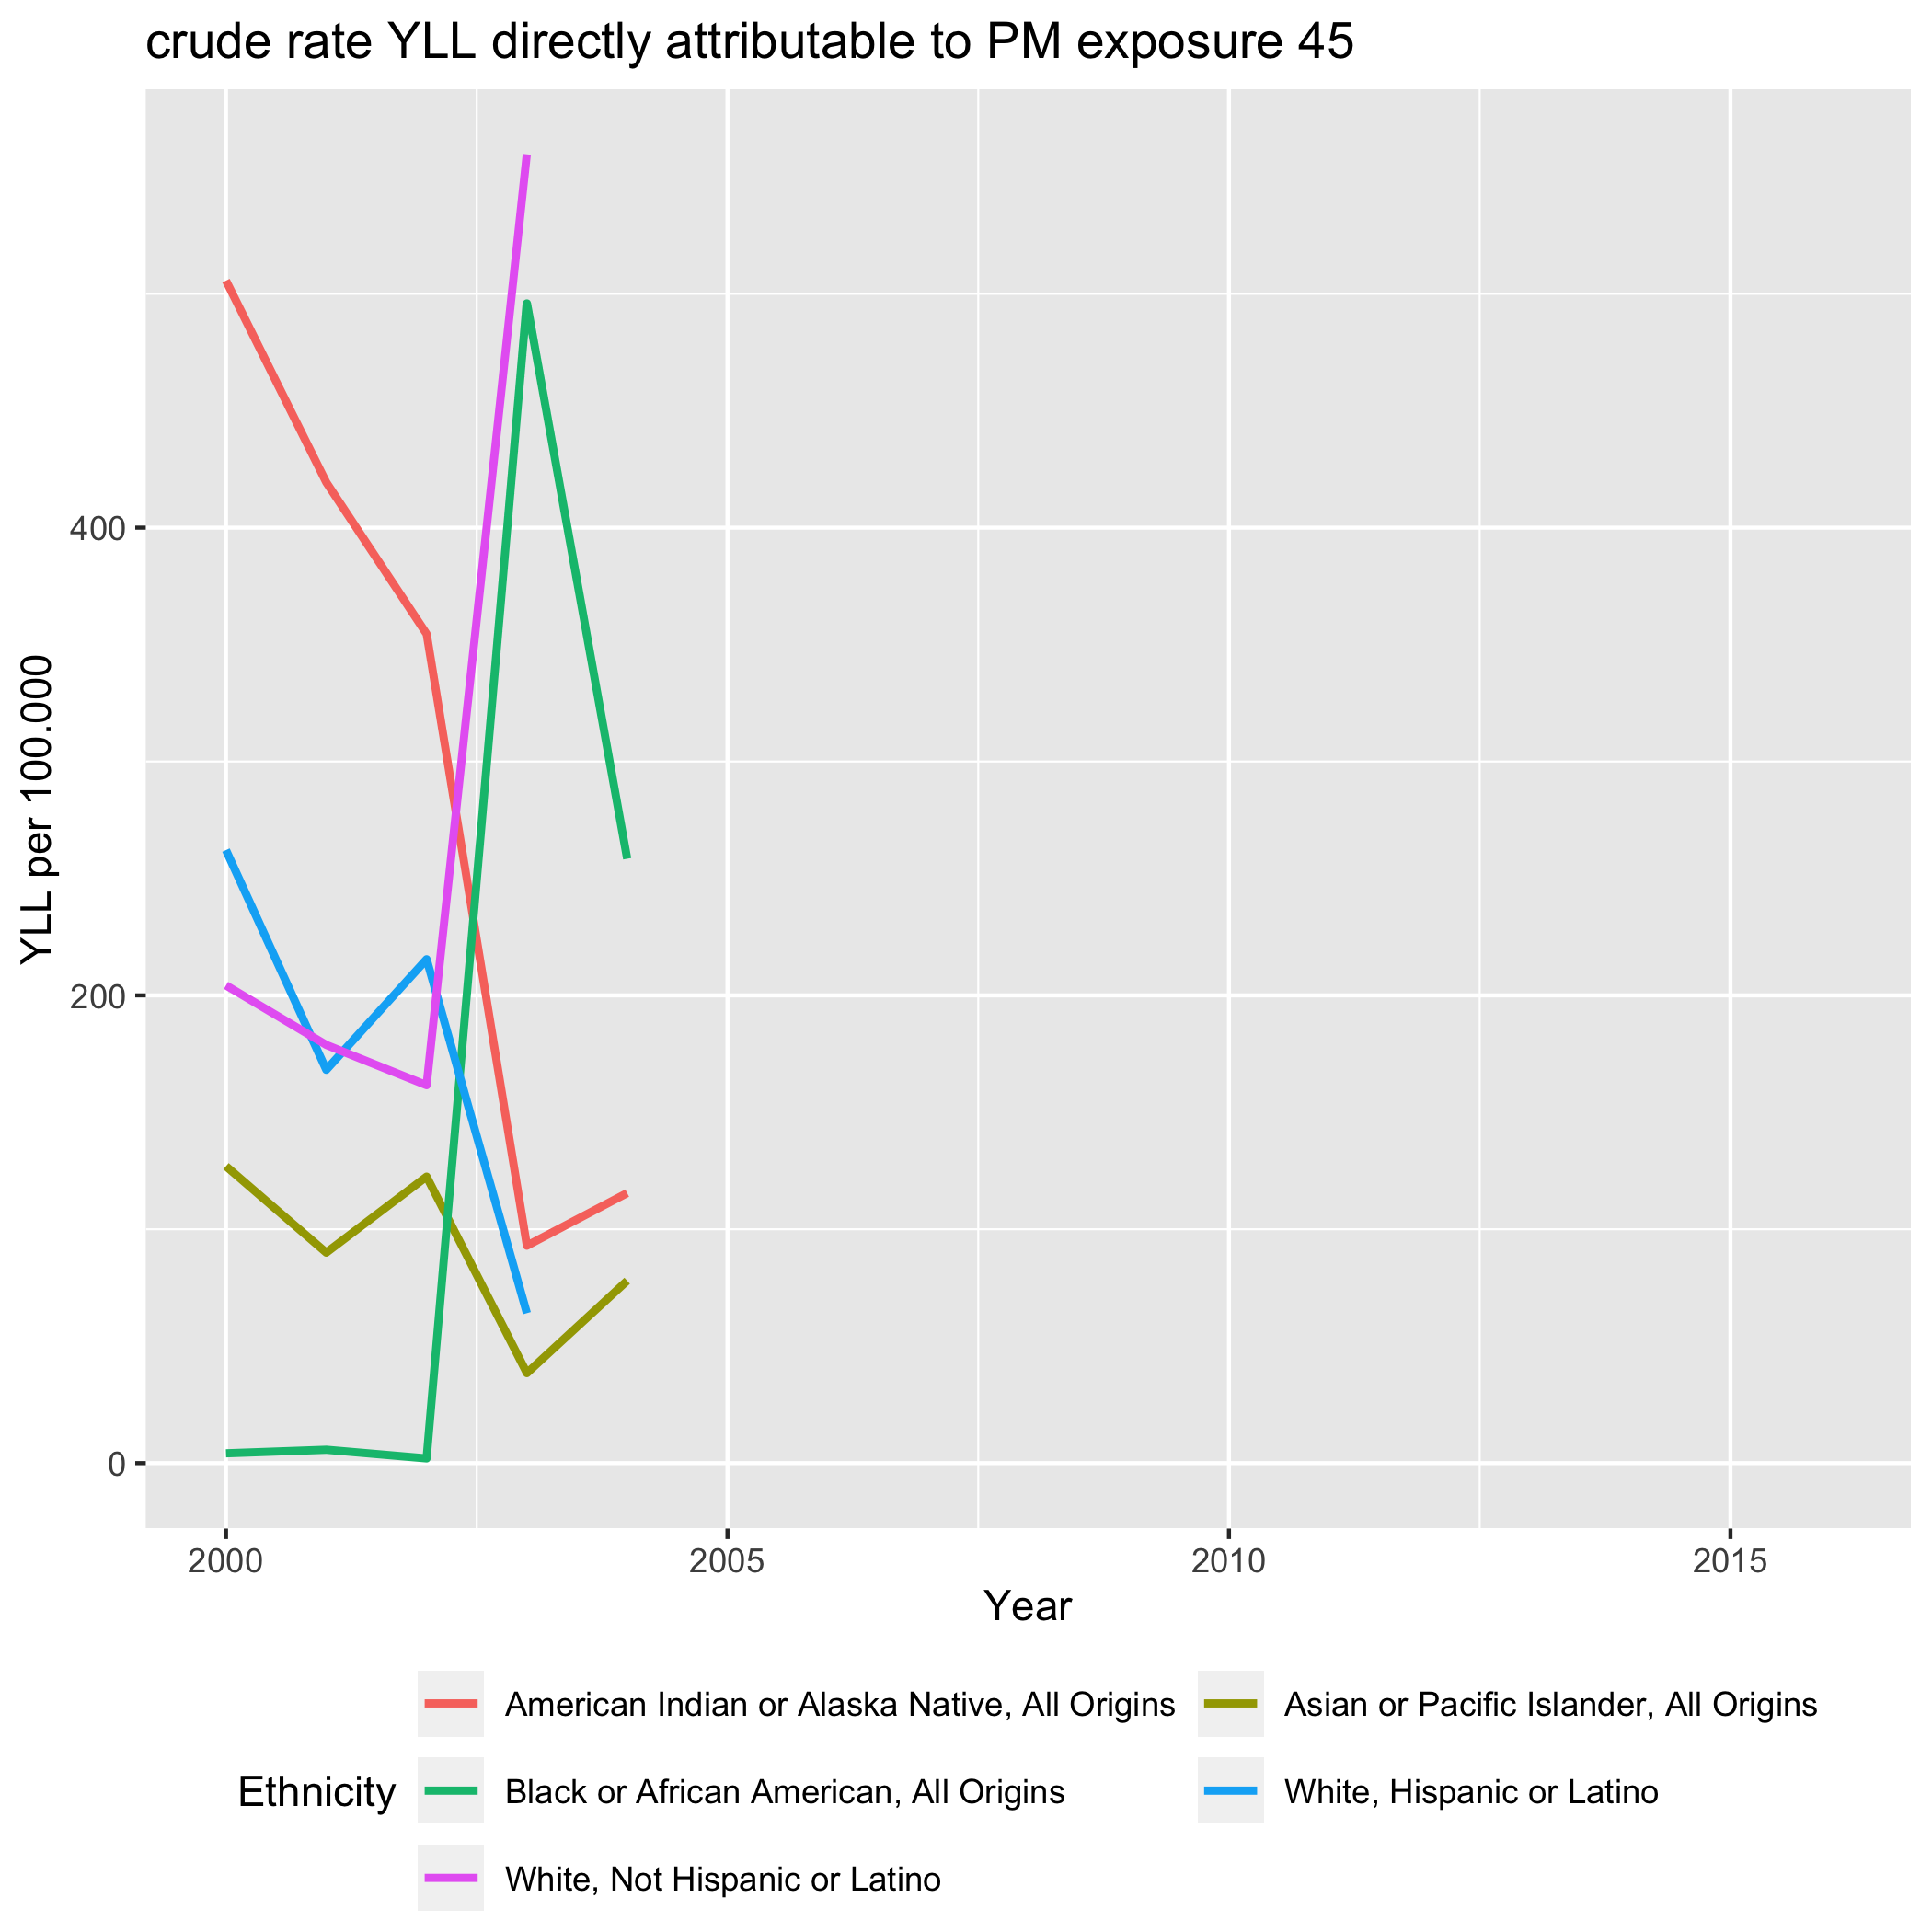 crude rate YLL directly attributable to PM exposure 45
YLL per 100.000
400
200
0
2000 2005 2010 2015
Year
Ethnicity
American Indian or Alaska Native, All Origins
Asian or Pacific Islander, All Origins
Black or African American, All Origins
White, Hispanic or Latino
White, Not Hispanic or Latino